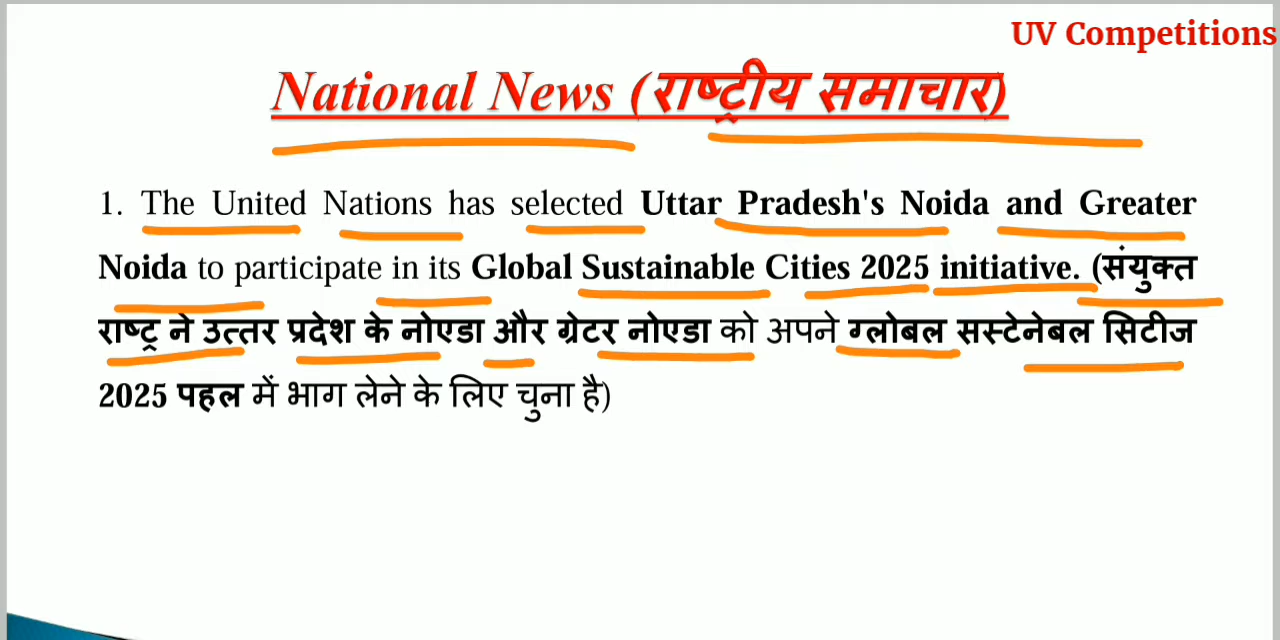 UV Competitions
National News (राष्ट्रीय समाचार)
1. The United Nations has selected Uttar Pradesh's Noida and Greater
Noida to participate in its Global Sustainable Cities 2025 initiative. (संयुक्त
राष्ट्र ने उत्तर प्रदेश के नोएडा और ग्रेटर नोएडा को अपने ग्लोबल सस्टेनेबल सिटीज
2025 पहल में भाग लेने के लिए चुना है)